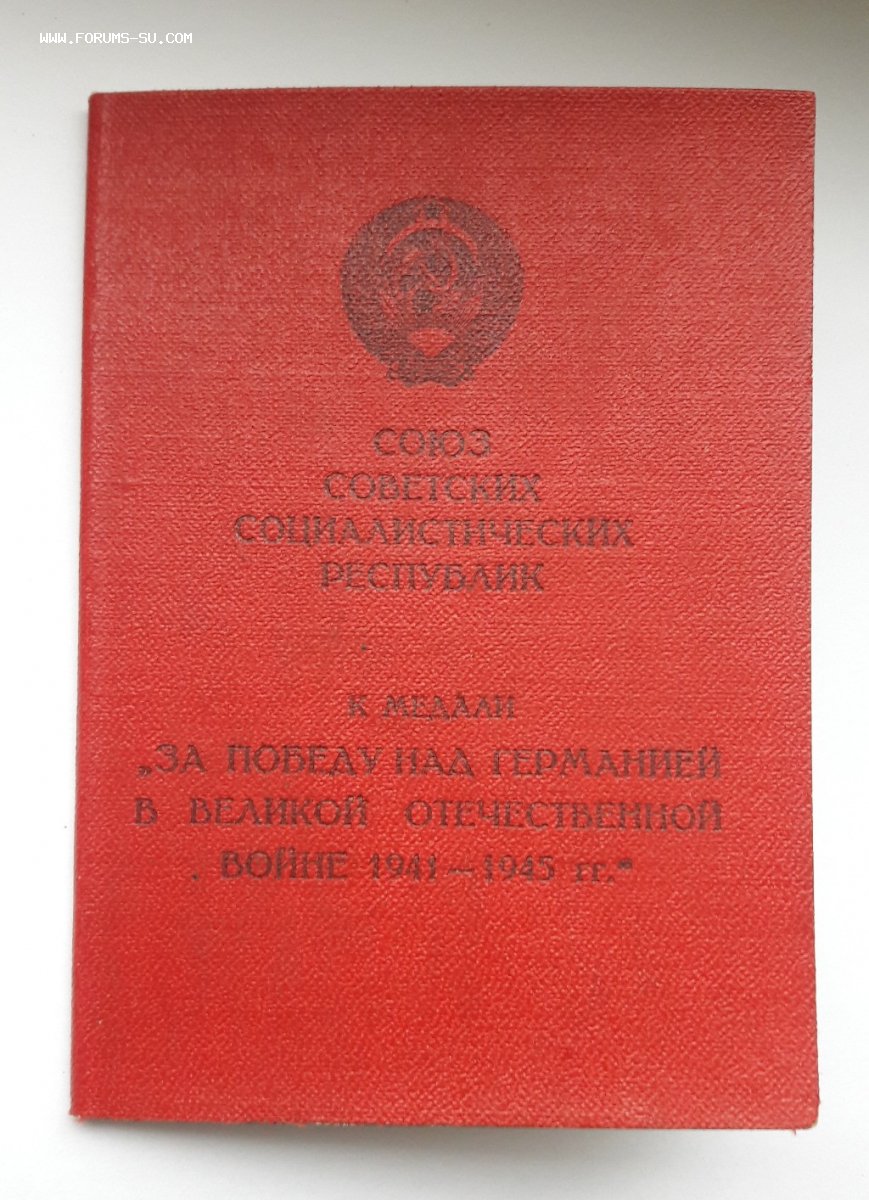 WWW.FORUMS-SU.COM
СОЮЗ
СОВЕТСКИХ
СОЦИАЛИСТИЧЕСКИХ
РЕСПУБЛИК
К МЕДАЛИ
„ЗА ПОБЕДУ НАД ГЕРМАНИЕЙ
В ВЕЛИКОЙ ОТЕЧЕСТВЕННОЙ
ВОЙНЕ 1941—1945 гг.“